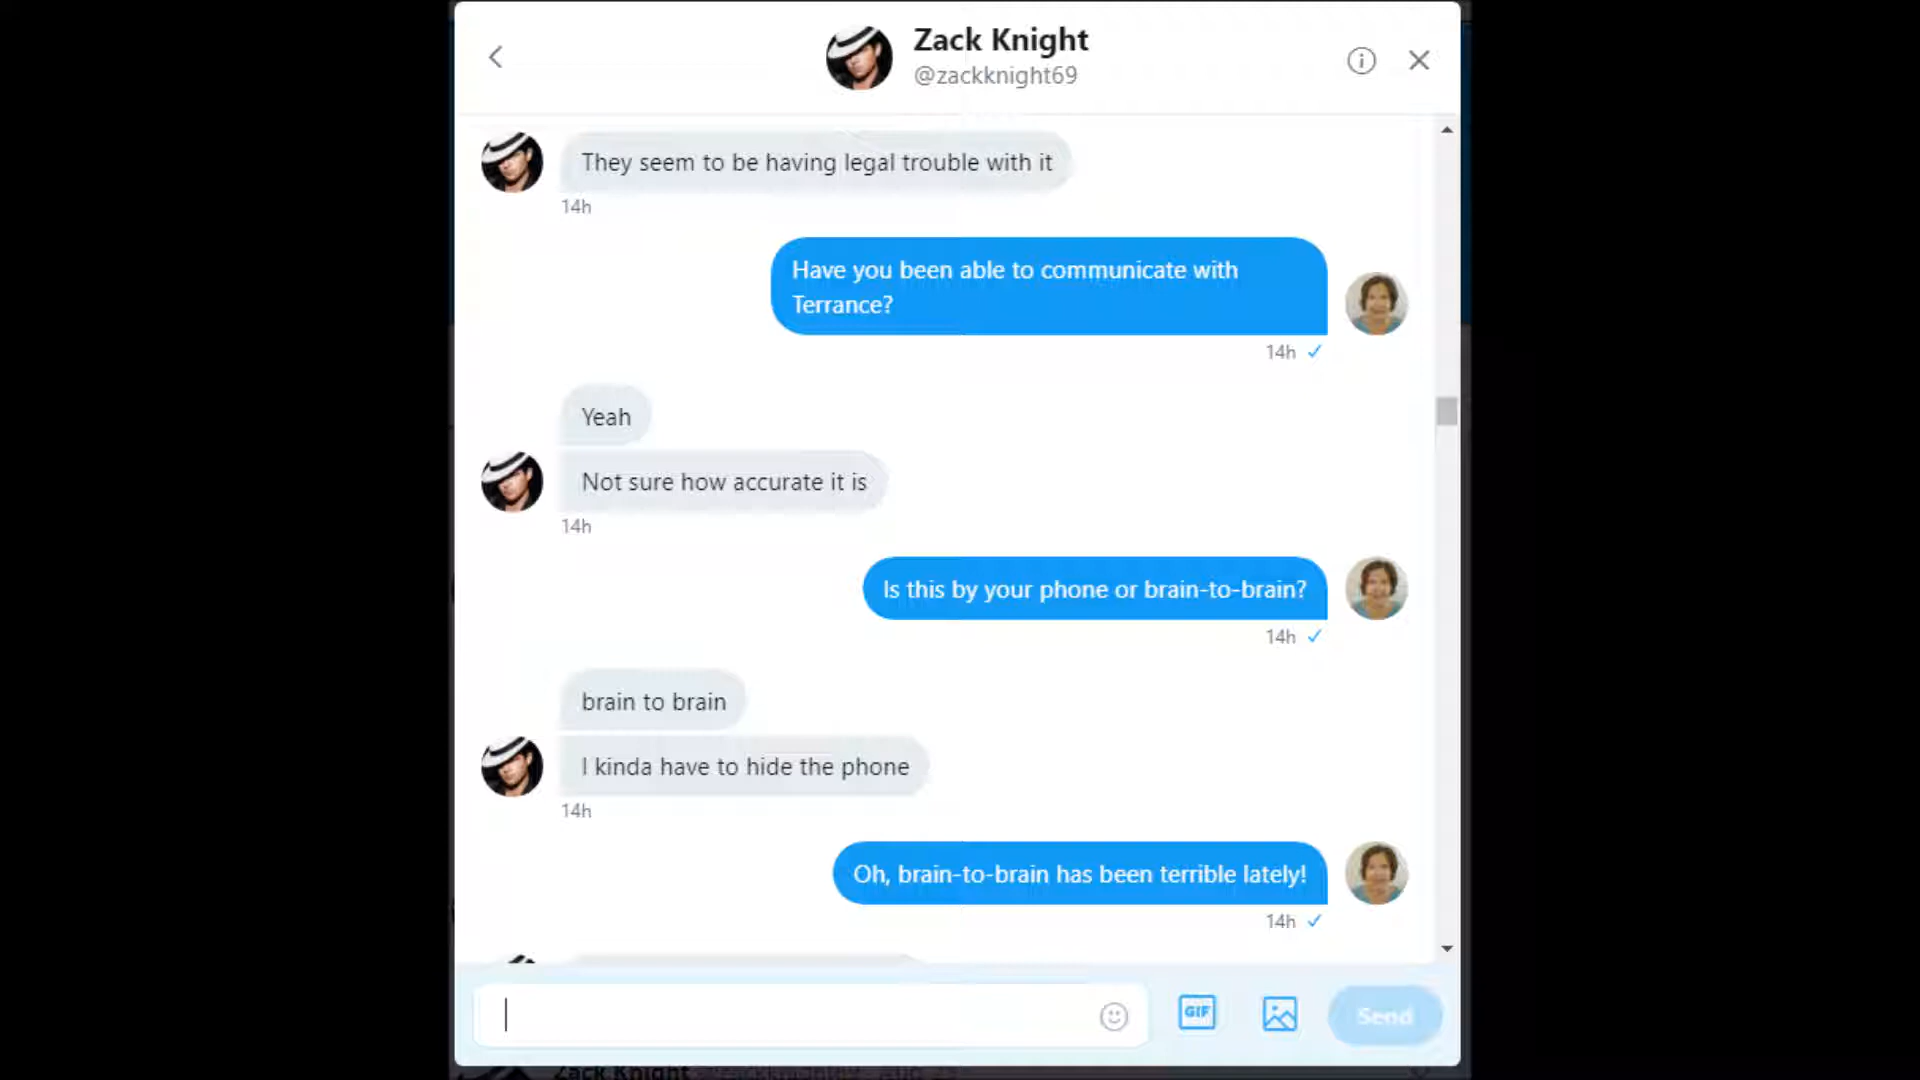 Zack Knight
@zackknight69
They seem to be having legal trouble with it
14h
Have you been able to communicate with
Terrance?
14h ✓
Yeah
Not sure how accurate it is
14h
Is this by your phone or brain-to-brain?
14h ✓
brain to brain
I kinda have to hide the phone
14h
Oh, brain-to-brain has been terrible lately!
14h ✓
GIF
Send
Zack Knight